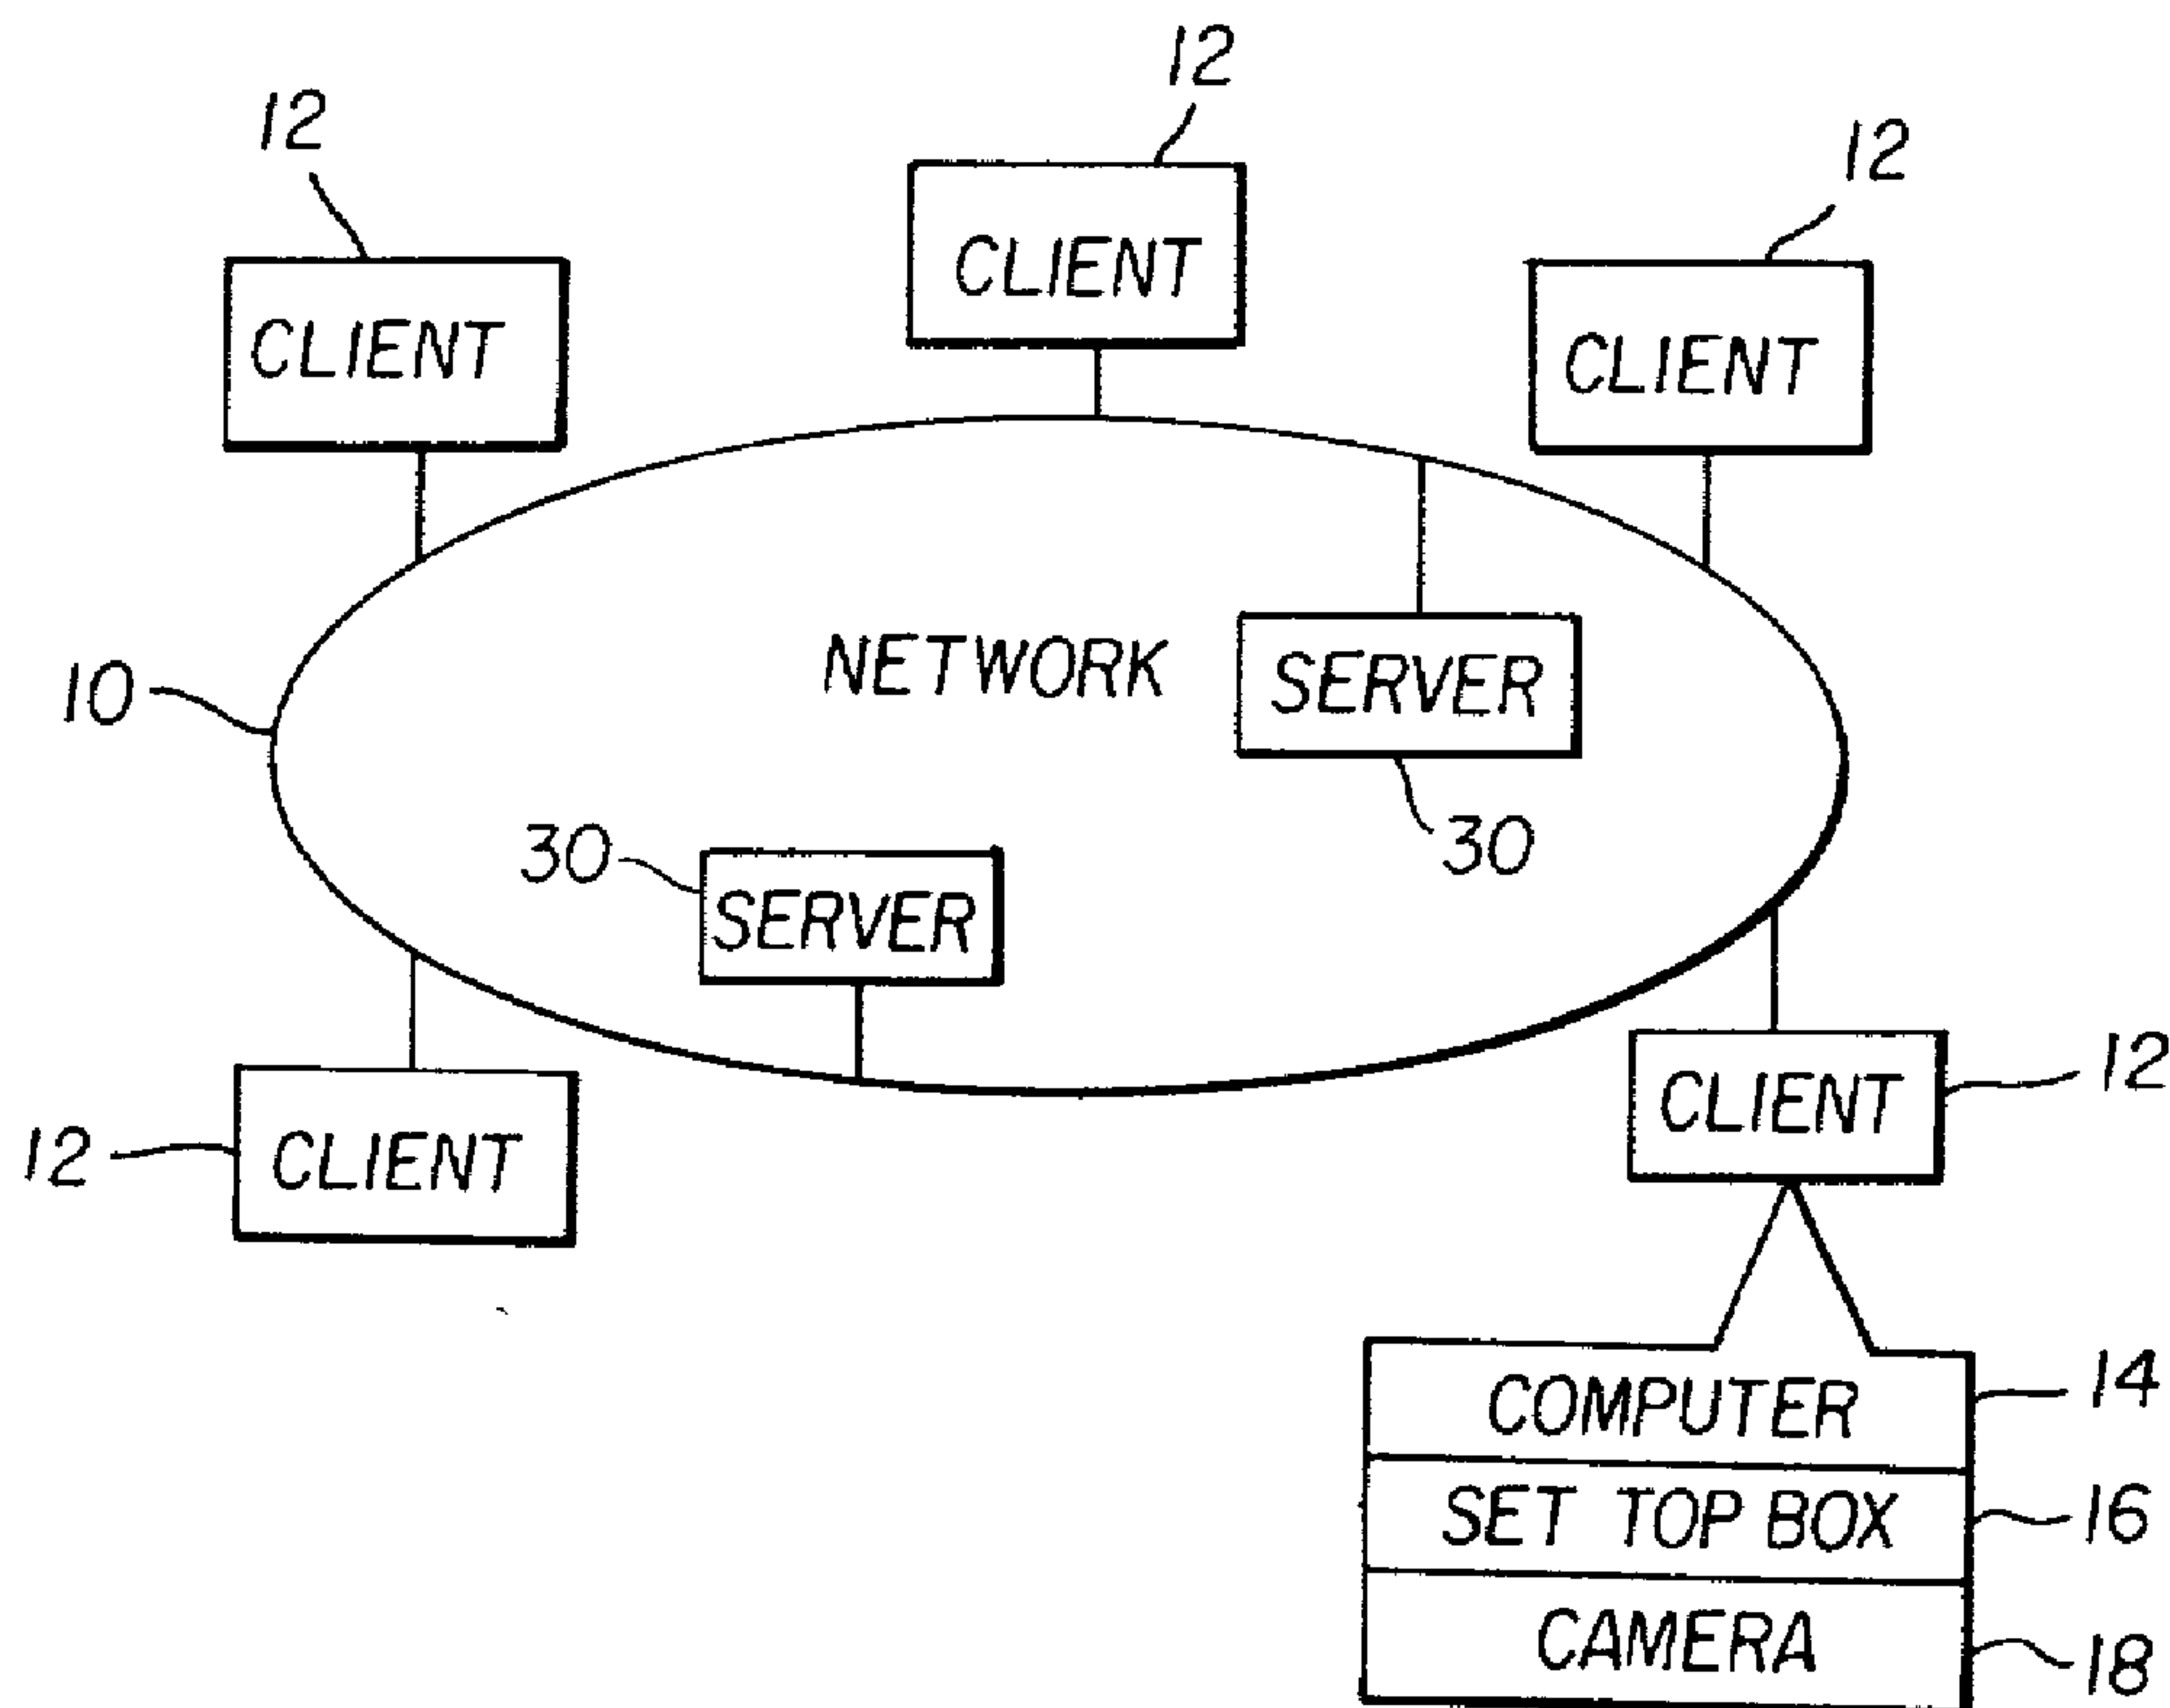 12
12
12
CLIENT
CLIENT
CLIENT
10
NETWORK
SERVER
30
30
SERVER
12
CLIENT
CLIENT
12
COMPUTER
14
SET TOP BOX
16
CAMERA
18